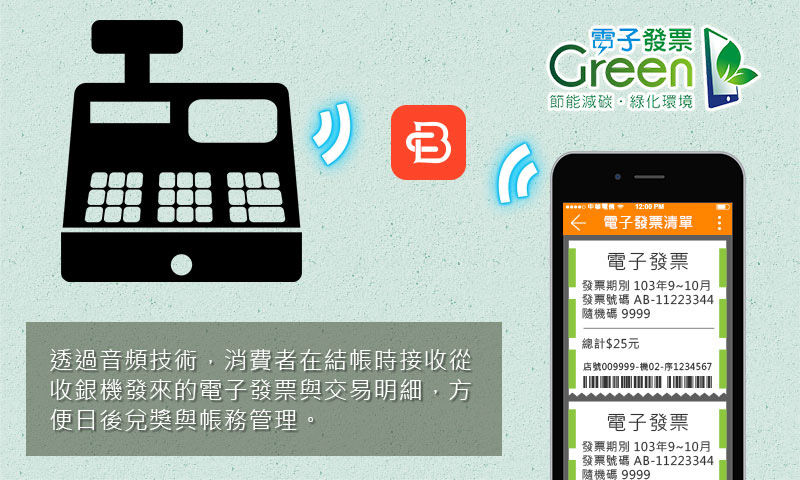 電子發票
Green
節能減碳・綠化環境
B
中華電信 12:00 PM
電子發票清單
電子發票
發票期別 103年9~10月
發票號碼 AB-11223344
隨機碼 9999
總計$25元
店號009999-機02-序1234567
電子發票
發票期別 103年9~10月
發票號碼 AB-11223344
隨機碼 9999
透過音頻技術，消費者在結帳時接收從
收銀機發來的電子發票與交易明細，方
便日後兌獎與帳務管理。